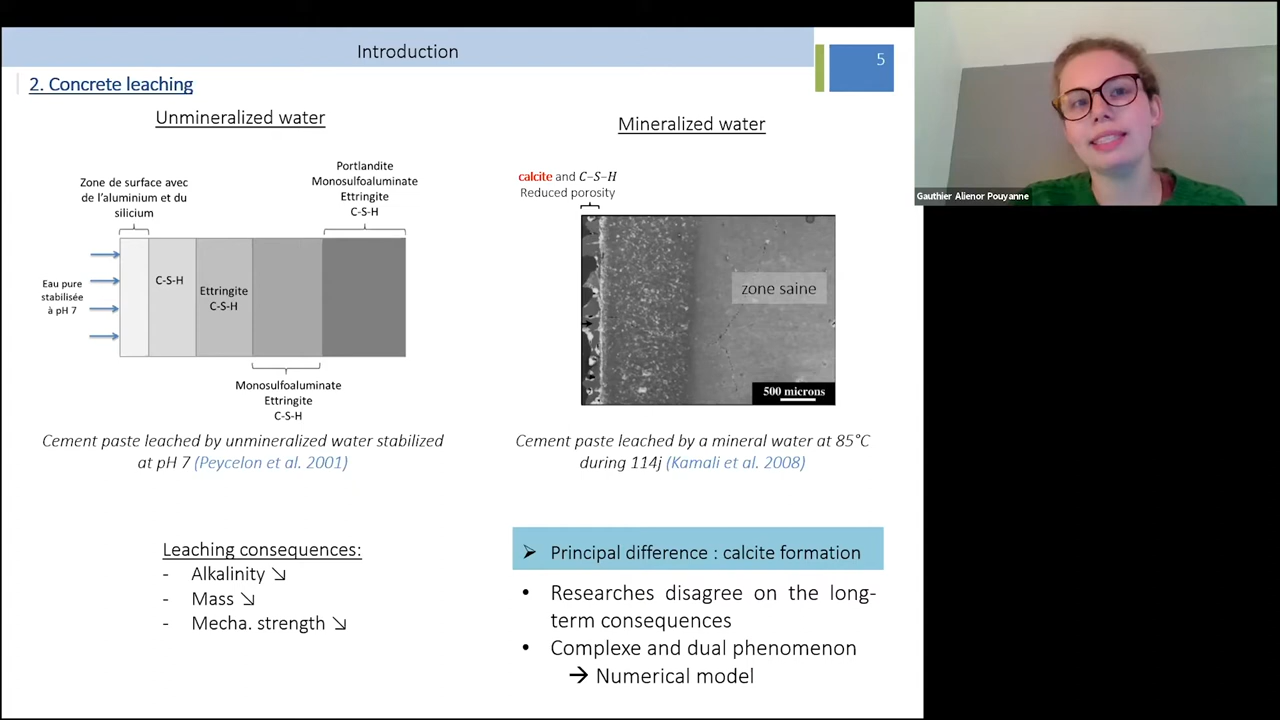 Introduction
5
2. Concrete leaching
Unmineralized water
Zone de surface avec
de l'aluminium et du
silicium
Portlandite
Monosulfoaluminate
Ettringite
C-S-H
Eau pure
stabilisée
à pH 7
C-S-H
Ettringite
C-S-H
Monosulfoaluminate
Ettringite
C-S-H
Cement paste leached by unmineralized water stabilized
at pH 7 (Peycelon et al. 2001)
Leaching consequences:
- Alkalinity ↘
- Mass ↘
- Mecha. strength ↘
Mineralized water
calcite and C–S–H
Reduced porosity
zone saine
500 microns
Cement paste leached by a mineral water at 85°C
during 114j (Kamali et al. 2008)
➢ Principal difference : calcite formation
• Researches disagree on the long-
term consequences
• Complexe and dual phenomenon
→ Numerical model
Gauthier Alienor Pouyanne